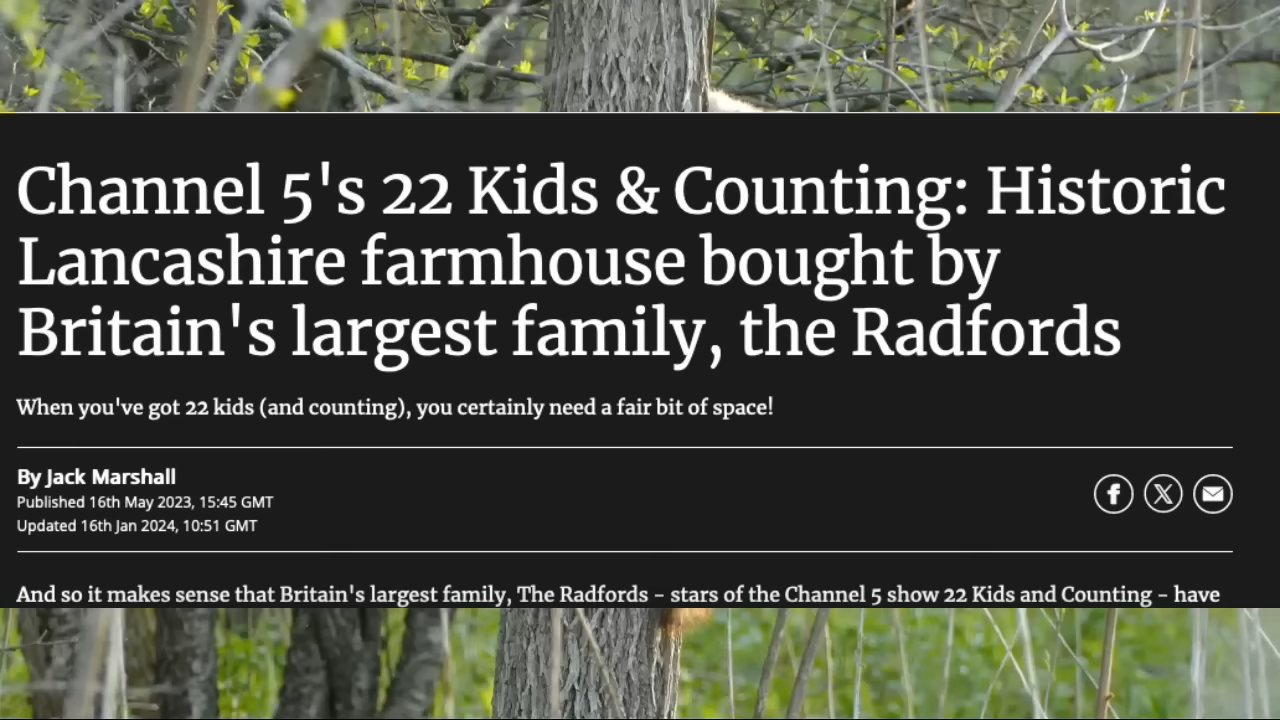 Channel 5's 22 Kids & Counting: Historic
Lancashire farmhouse bought by
Britain's largest family, the Radfords
When you've got 22 kids (and counting), you certainly need a fair bit of space!
By Jack Marshall
Published 16th May 2023, 15:45 GMT
Updated 16th Jan 2024, 10:51 GMT
And so it makes sense that Britain's largest family, The Radfords – stars of the Channel 5 show 22 Kids and Counting – have